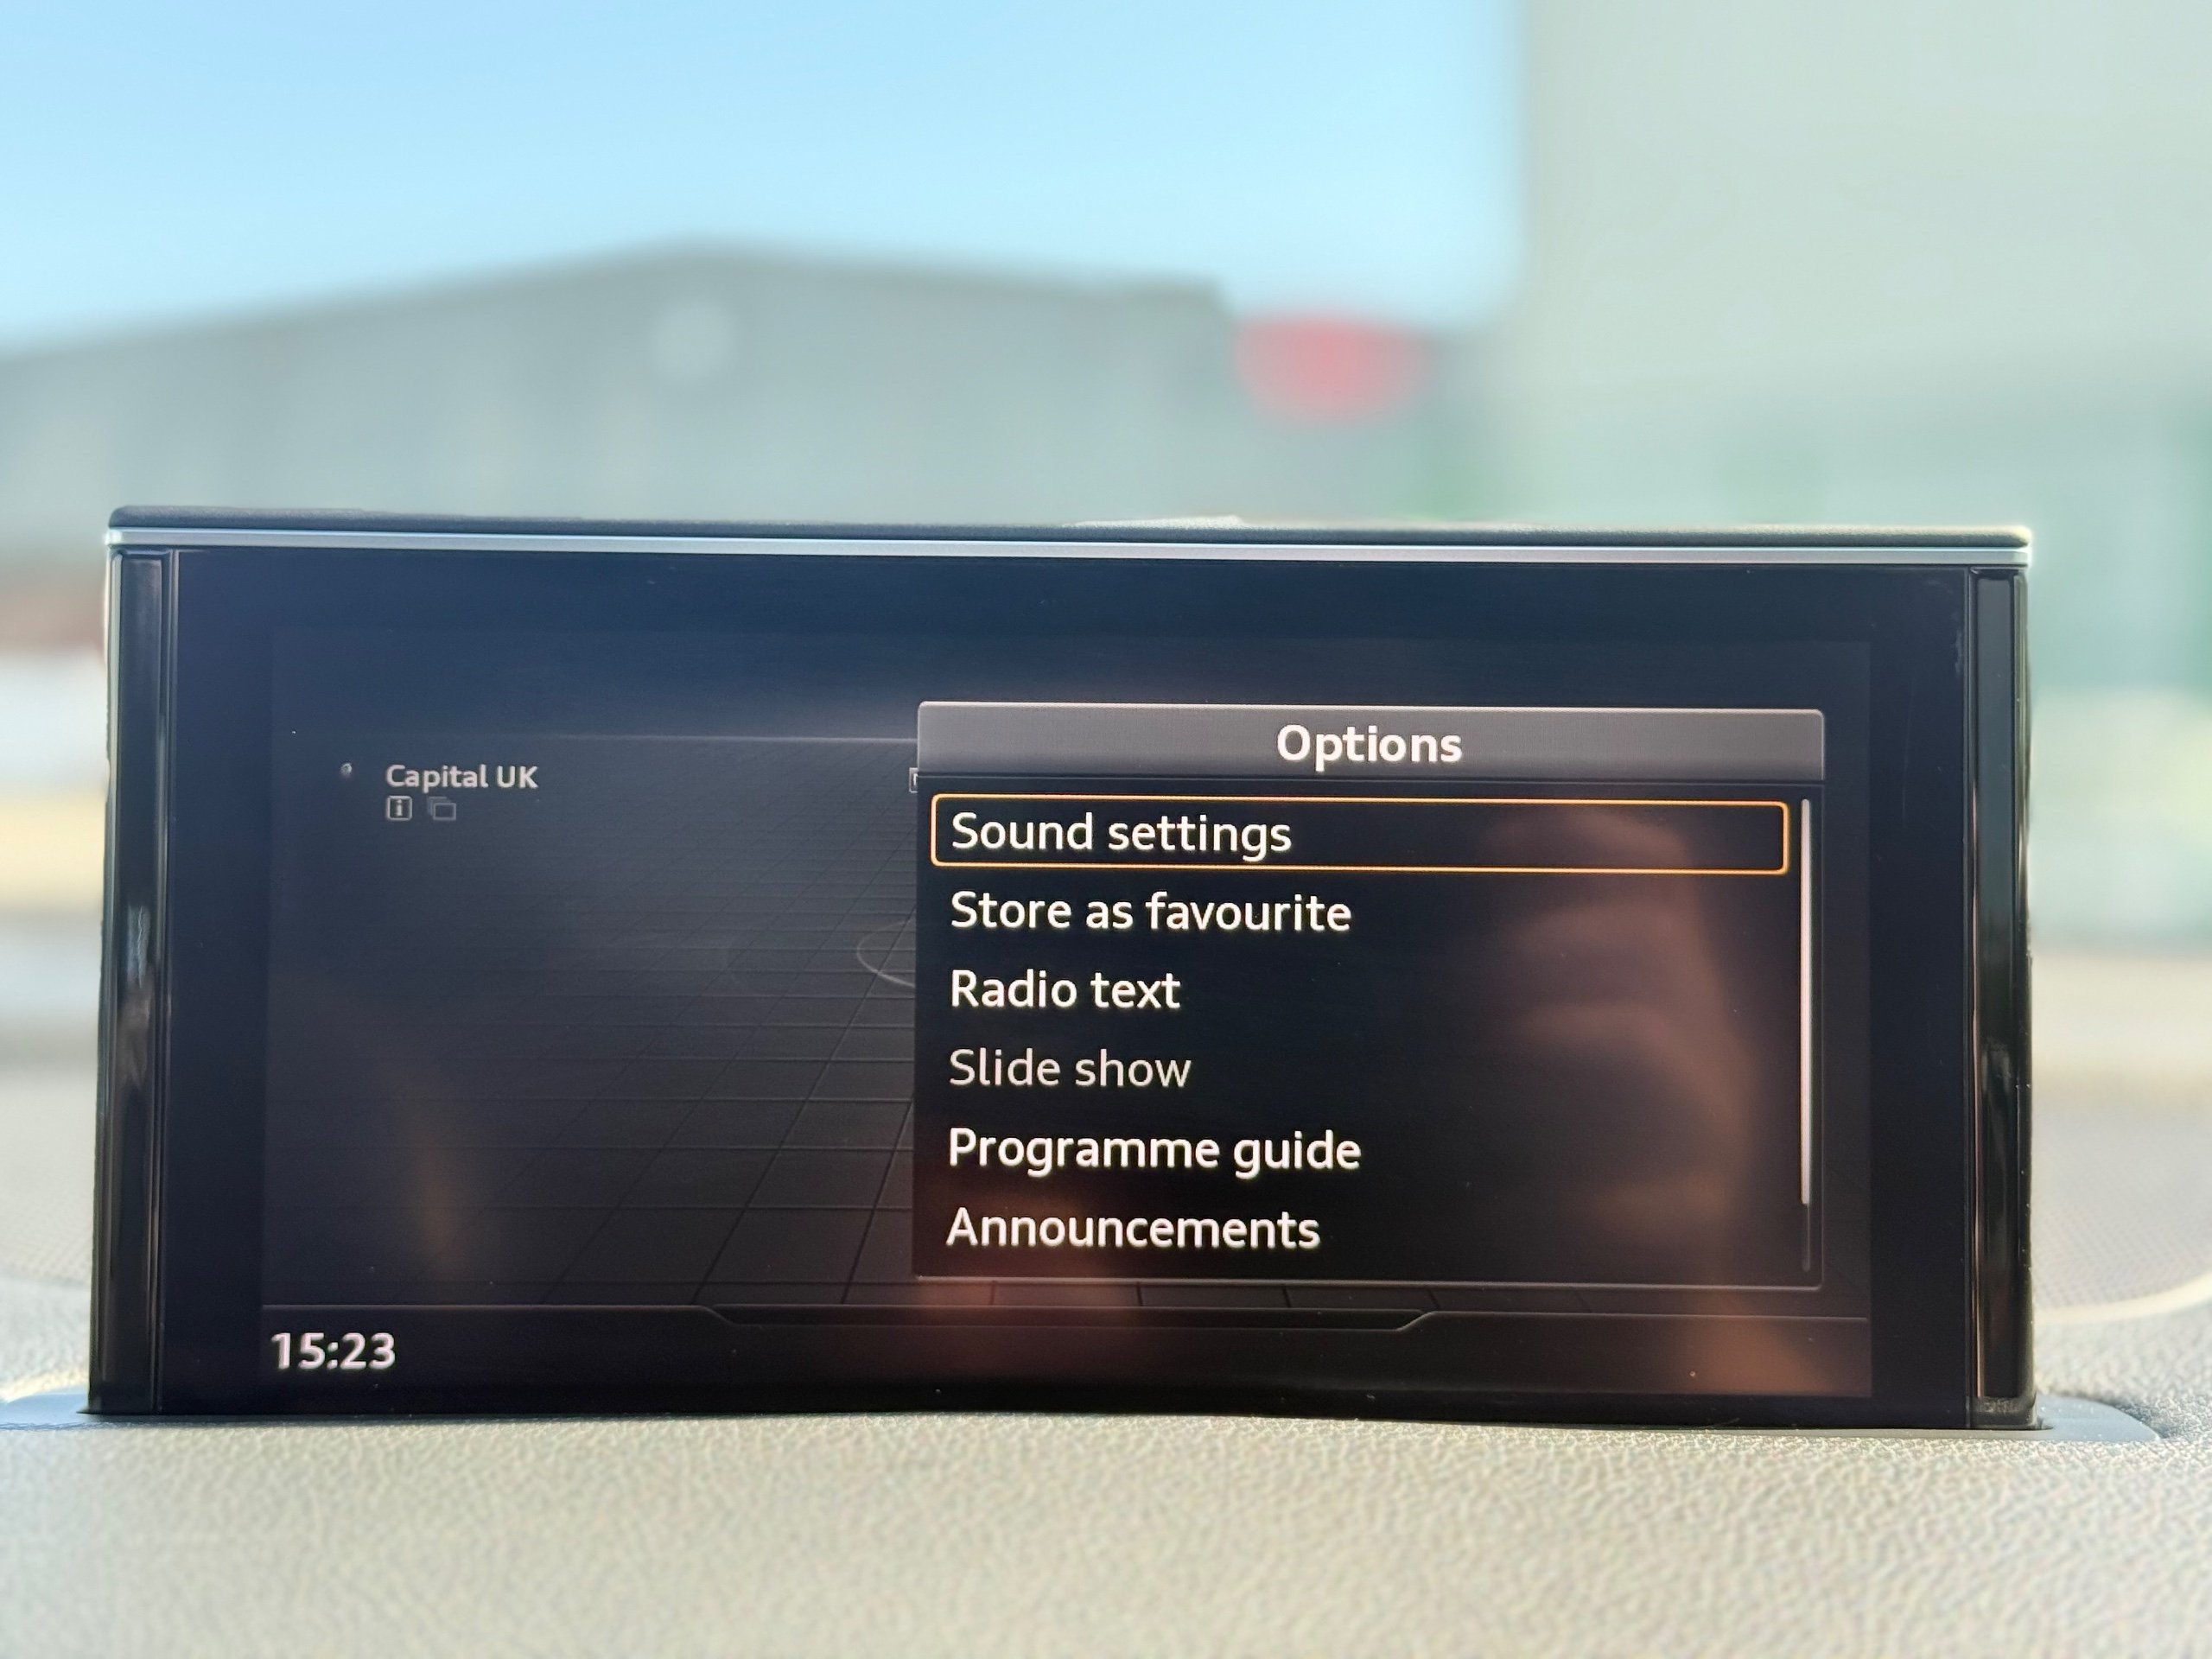 Options
Capital UK
Sound settings
Store as favourite
Radio text
Slide show
Programme guide
Announcements
15:23